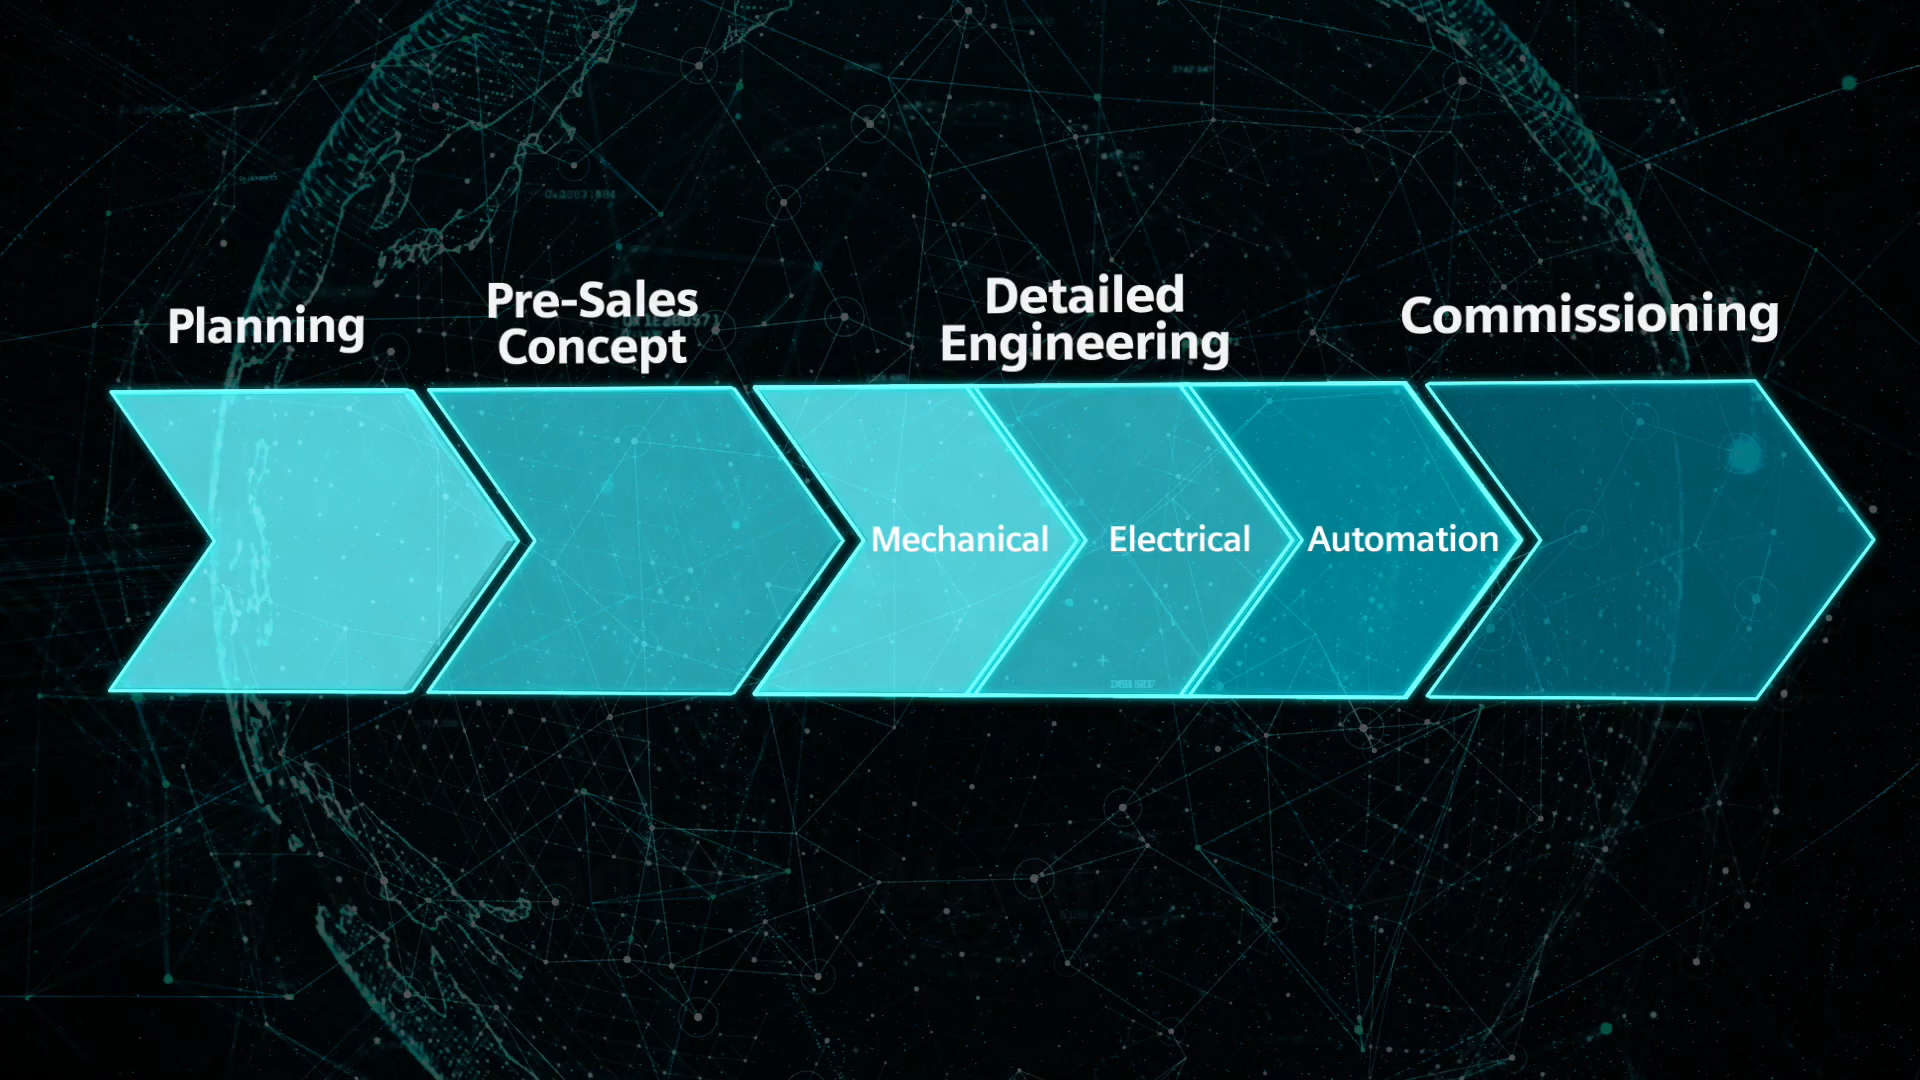 Planning
Pre-Sales
Concept
Detailed
Engineering
Commissioning
Mechanical
Electrical
Automation